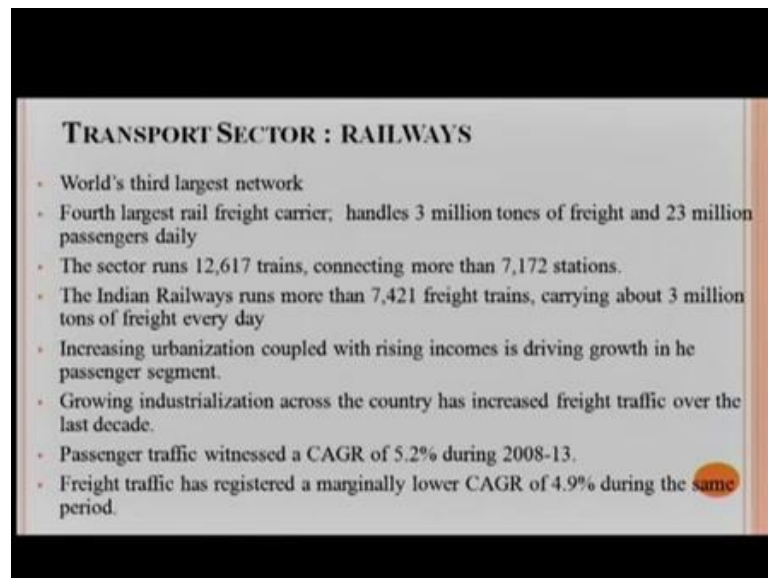 TRANSPORT SECTOR : RAILWAYS
• World's third largest network
• Fourth largest rail freight carrier, handles 3 million tones of freight and 23 million
passengers daily
• The sector runs 12,617 trains, connecting more than 7,172 stations.
• The Indian Railways runs more than 7,421 freight trains, carrying about 3 million
tons of freight every day
• Increasing urbanization coupled with rising incomes is driving growth in he
passenger segment.
• Growing industrialization across the country has increased freight traffic over the
last decade.
• Passenger traffic witnessed a CAGR of 5.2% during 2008-13.
• Freight traffic has registered a marginally lower CAGR of 4.9% during the same
period.